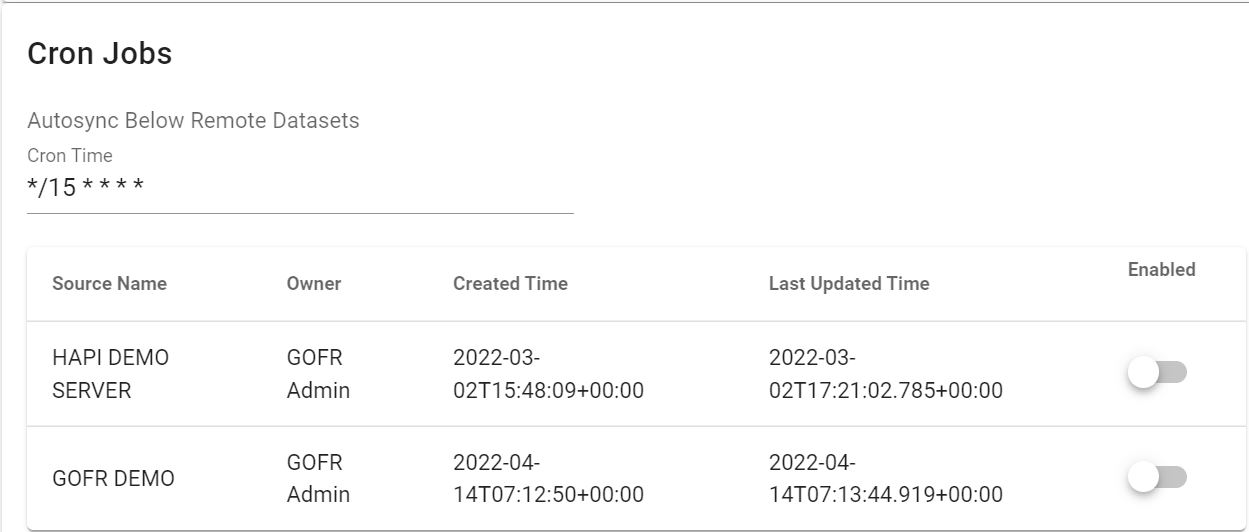 Cron Jobs
Autosync Below Remote Datasets
Cron Time
*/15 * * * *
Source Name Owner Created Time Last Updated Time Enabled
HAPI DEMO GOFR 2022-03- 2022-03-
SERVER Admin 02T15:48:09+00:00 02T17:21:02.785+00:00
GOFR DEMO GOFR 2022-04- 2022-04-
Admin 14T07:12:50+00:00 14T07:13:44.919+00:00